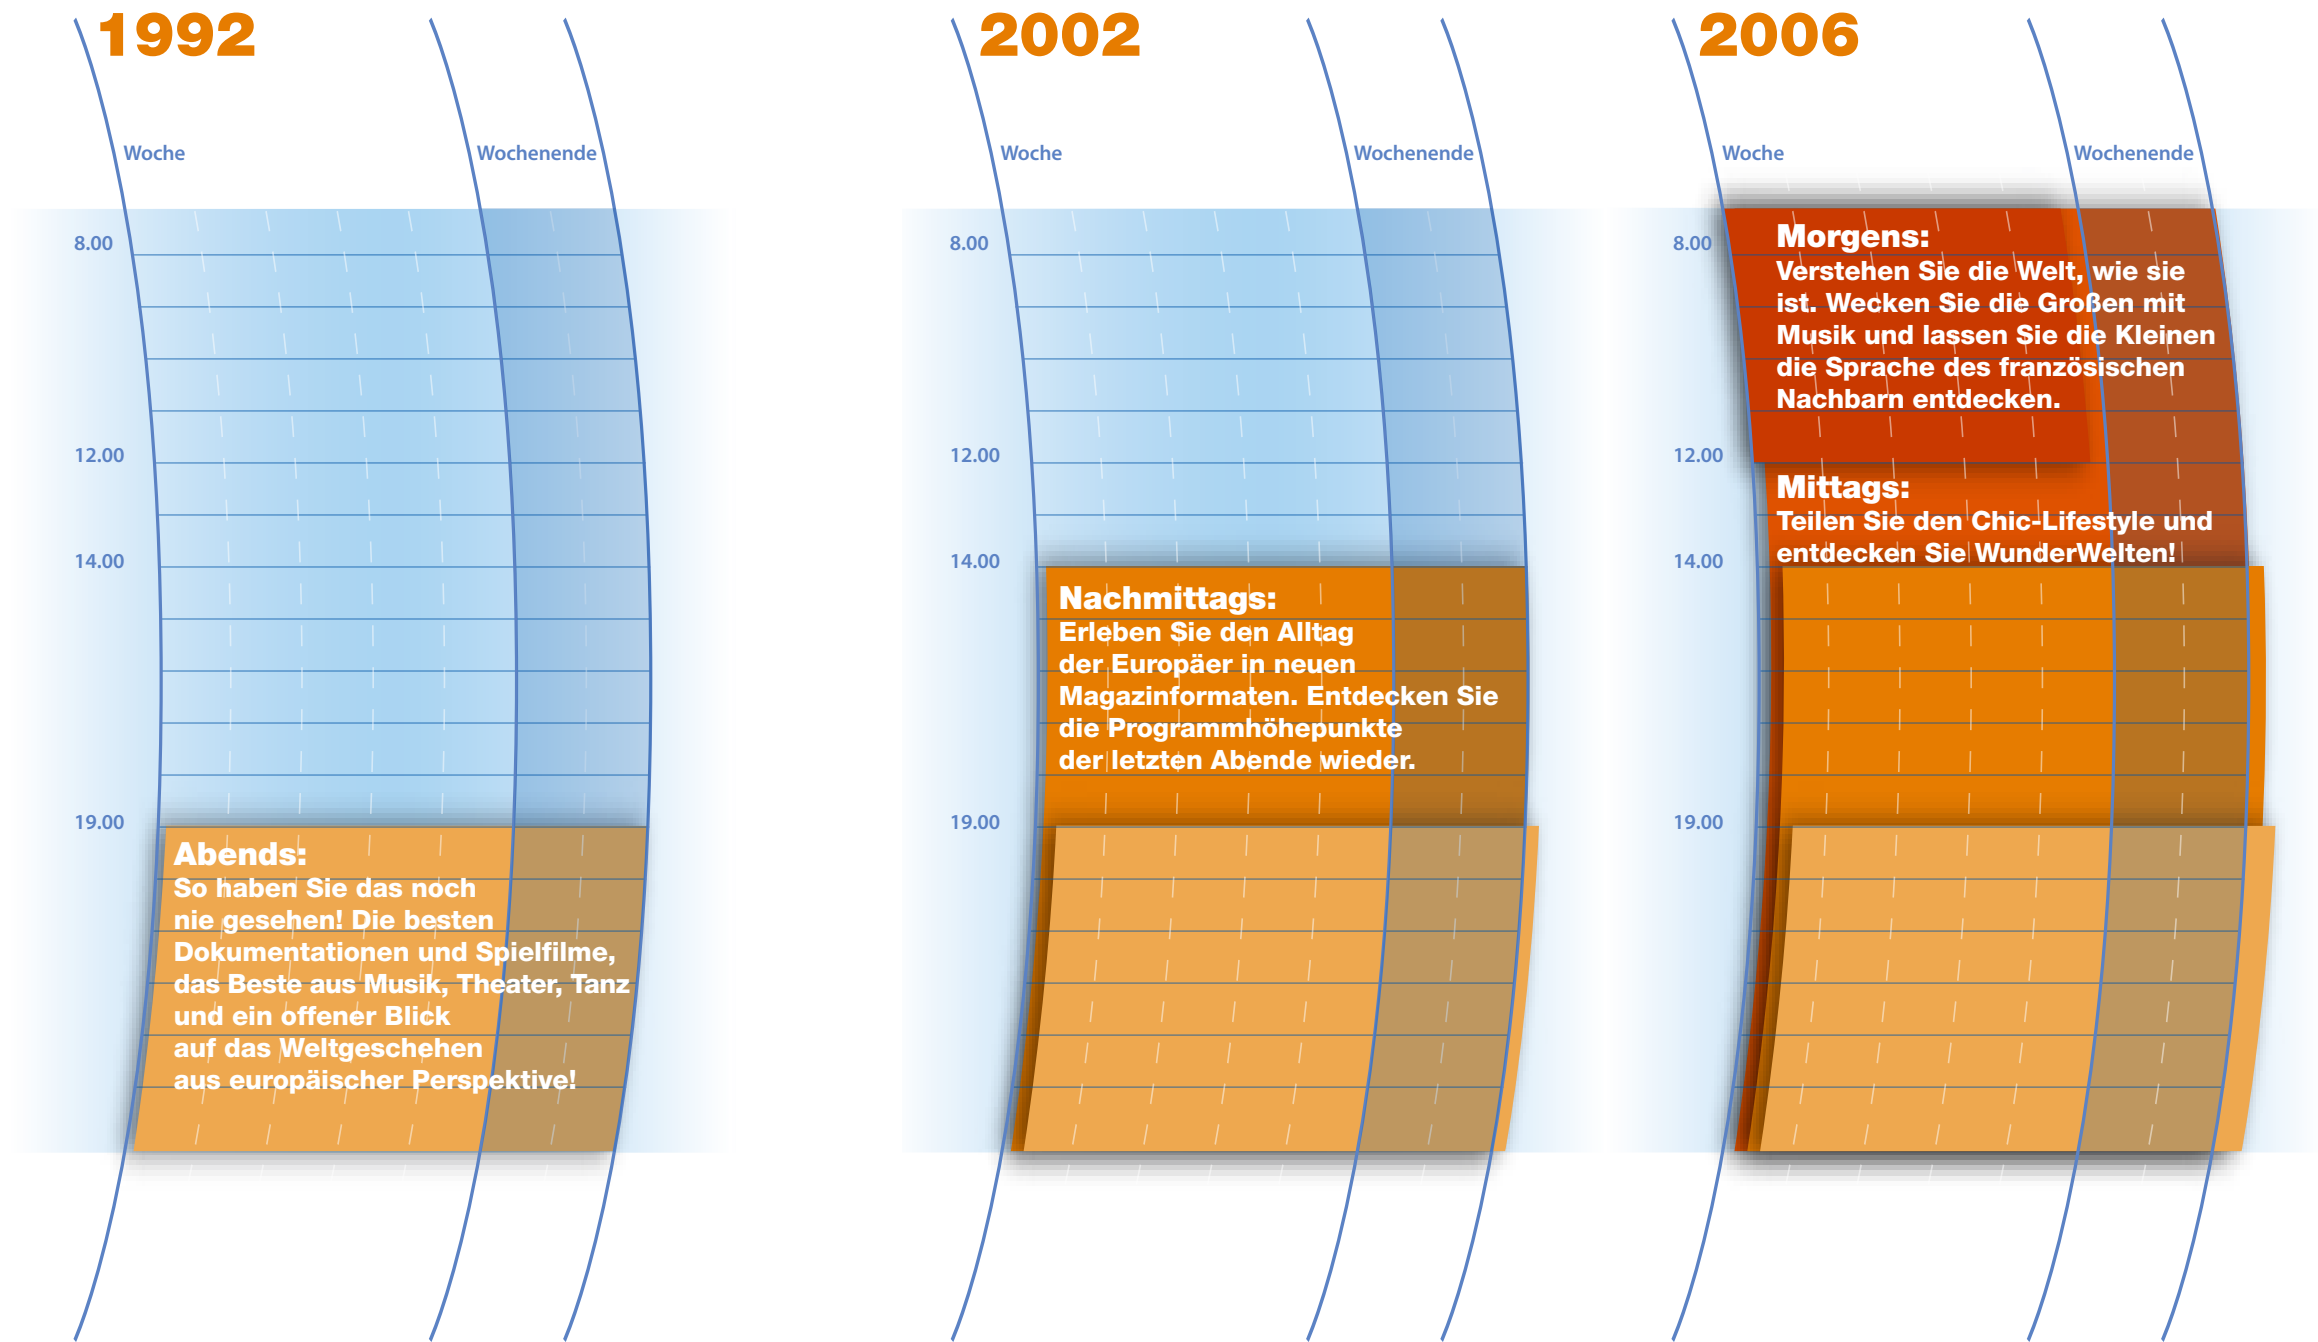 1992
Woche
Wochenende
8.00
12.00
14.00
19.00
Abends:
So haben Sie das noch
nie gesehen! Die besten
Dokumentationen und Spielfilme,
das Beste aus Musik, Theater, Tanz
und ein offener Blick
auf das Weltgeschehen
aus europäischer Perspektive!
2002
Woche
Wochenende
8.00
12.00
14.00
19.00
Nachmittags:
Erleben Sie den Alltag
der Europäer in neuen
Magazinformaten. Entdecken Sie
die Programmhöhepunkte
der letzten Abende wieder.
2006
Woche
Wochenende
8.00
12.00
14.00
19.00
Morgens:
Verstehen Sie die Welt, wie sie
ist. Wecken Sie die Großen mit
Musik und lassen Sie die Kleinen
die Sprache des französischen
Nachbarn entdecken.
Mittags:
Teilen Sie den Chic-Lifestyle und
entdecken Sie WunderWelten!